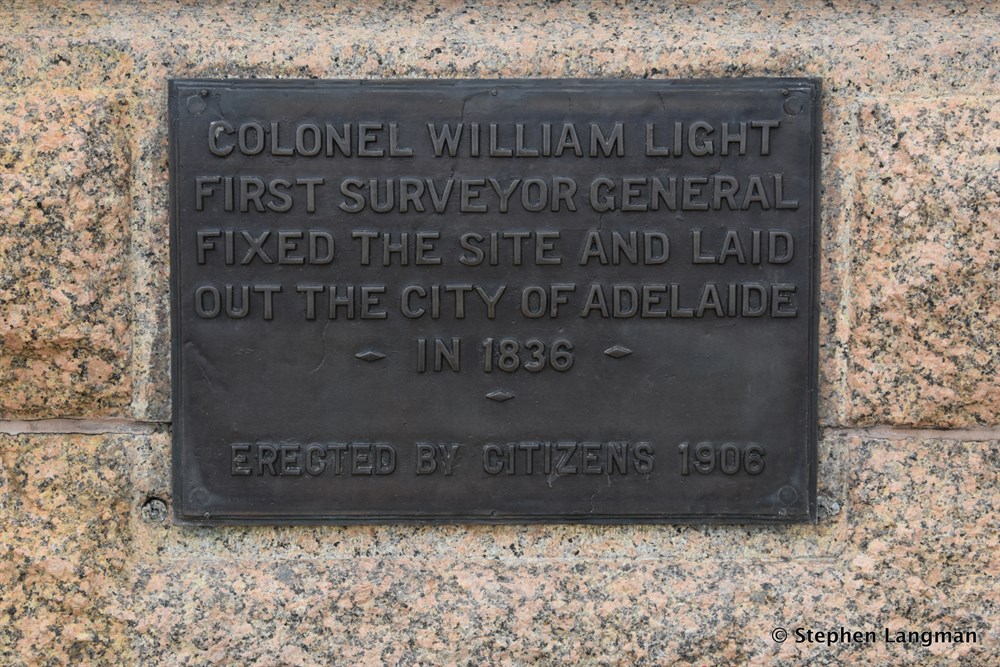 COLONEL WILLIAM LIGHT
FIRST SURVEYOR GENERAL
FIXED THE SITE AND LAID
OUT THE CITY OF ADELAIDE
IN 1836
ERECTED BY CITIZENS 1906
© Stephen Langman